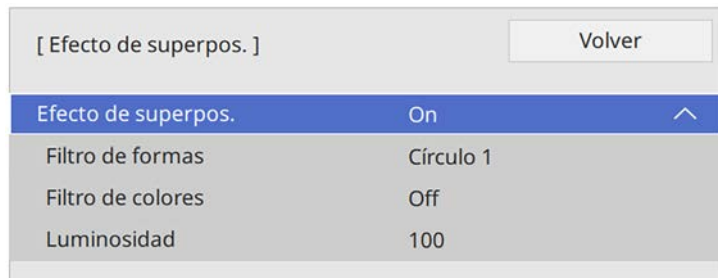 [ Efecto de superpos. ] Volver
Efecto de superpos. On
Filtro de formas Círculo 1
Filtro de colores Off
Luminosidad 100